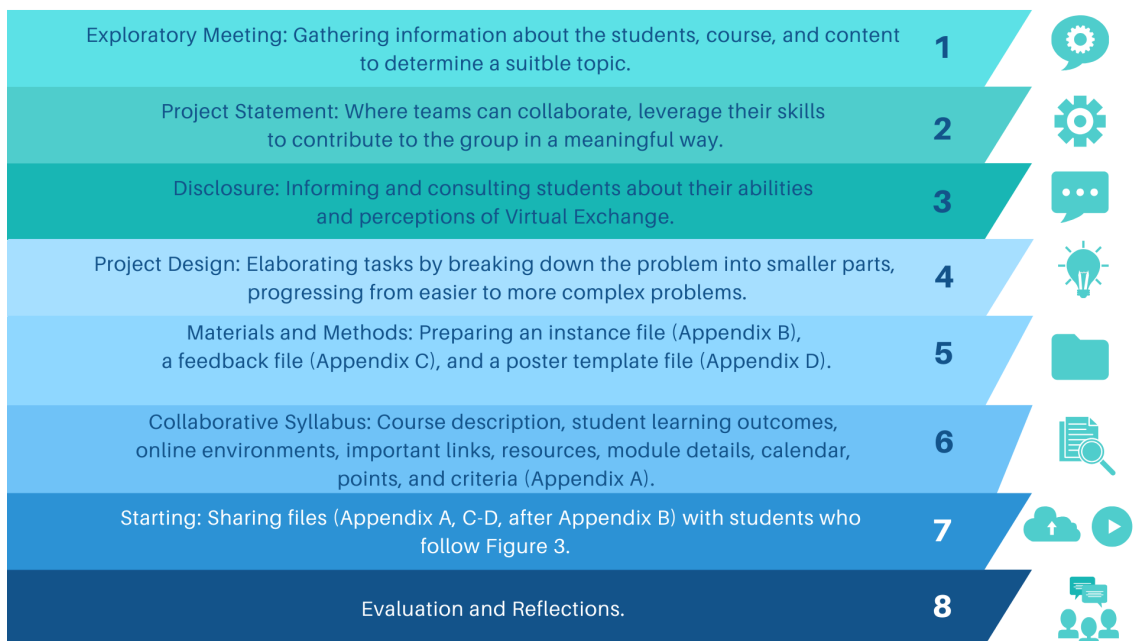 Exploratory Meeting: Gathering information about the students, course, and content
to determine a suitble topic.
1
Project Statement: Where teams can collaborate, leverage their skills
to contribute to the group in a meaningful way.
2
Disclosure: Informing and consulting students about their abilities
and perceptions of Virtual Exchange.
3
Project Design: Elaborating tasks by breaking down the problem into smaller parts,
progressing from easier to more complex problems.
4
Materials and Methods: Preparing an instance file (Appendix B),
a feedback file (Appendix C), and a poster template file (Appendix D).
5
Collaborative Syllabus: Course description, student learning outcomes,
online environments, important links, resources, module details, calendar,
points, and criteria (Appendix A).
6
Starting: Sharing files (Appendix A, C-D, after Appendix B) with students who
follow Figure 3.
7
Evaluation and Reflections.
8